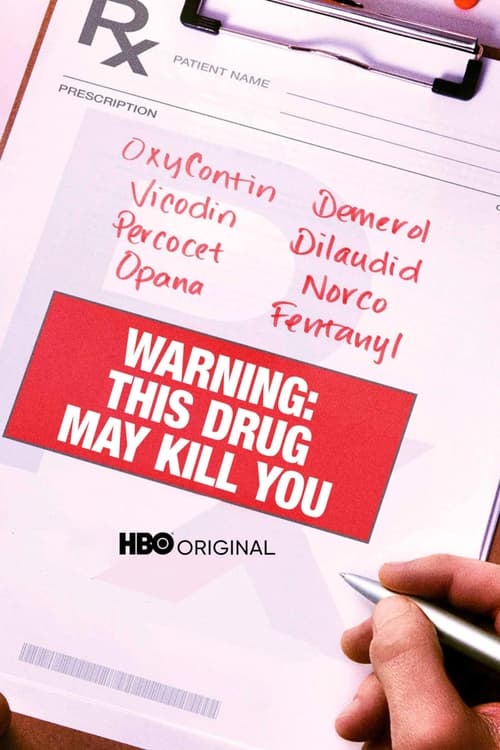 Rx
PATIENT NAME
PRESCRIPTION
OxyContin
Vicodin
Percocet
Opana
Demerol
Dilaudid
Norco
Fentanyl
WARNING:
THIS DRUG
MAY KILL YOU
HBO ORIGINAL